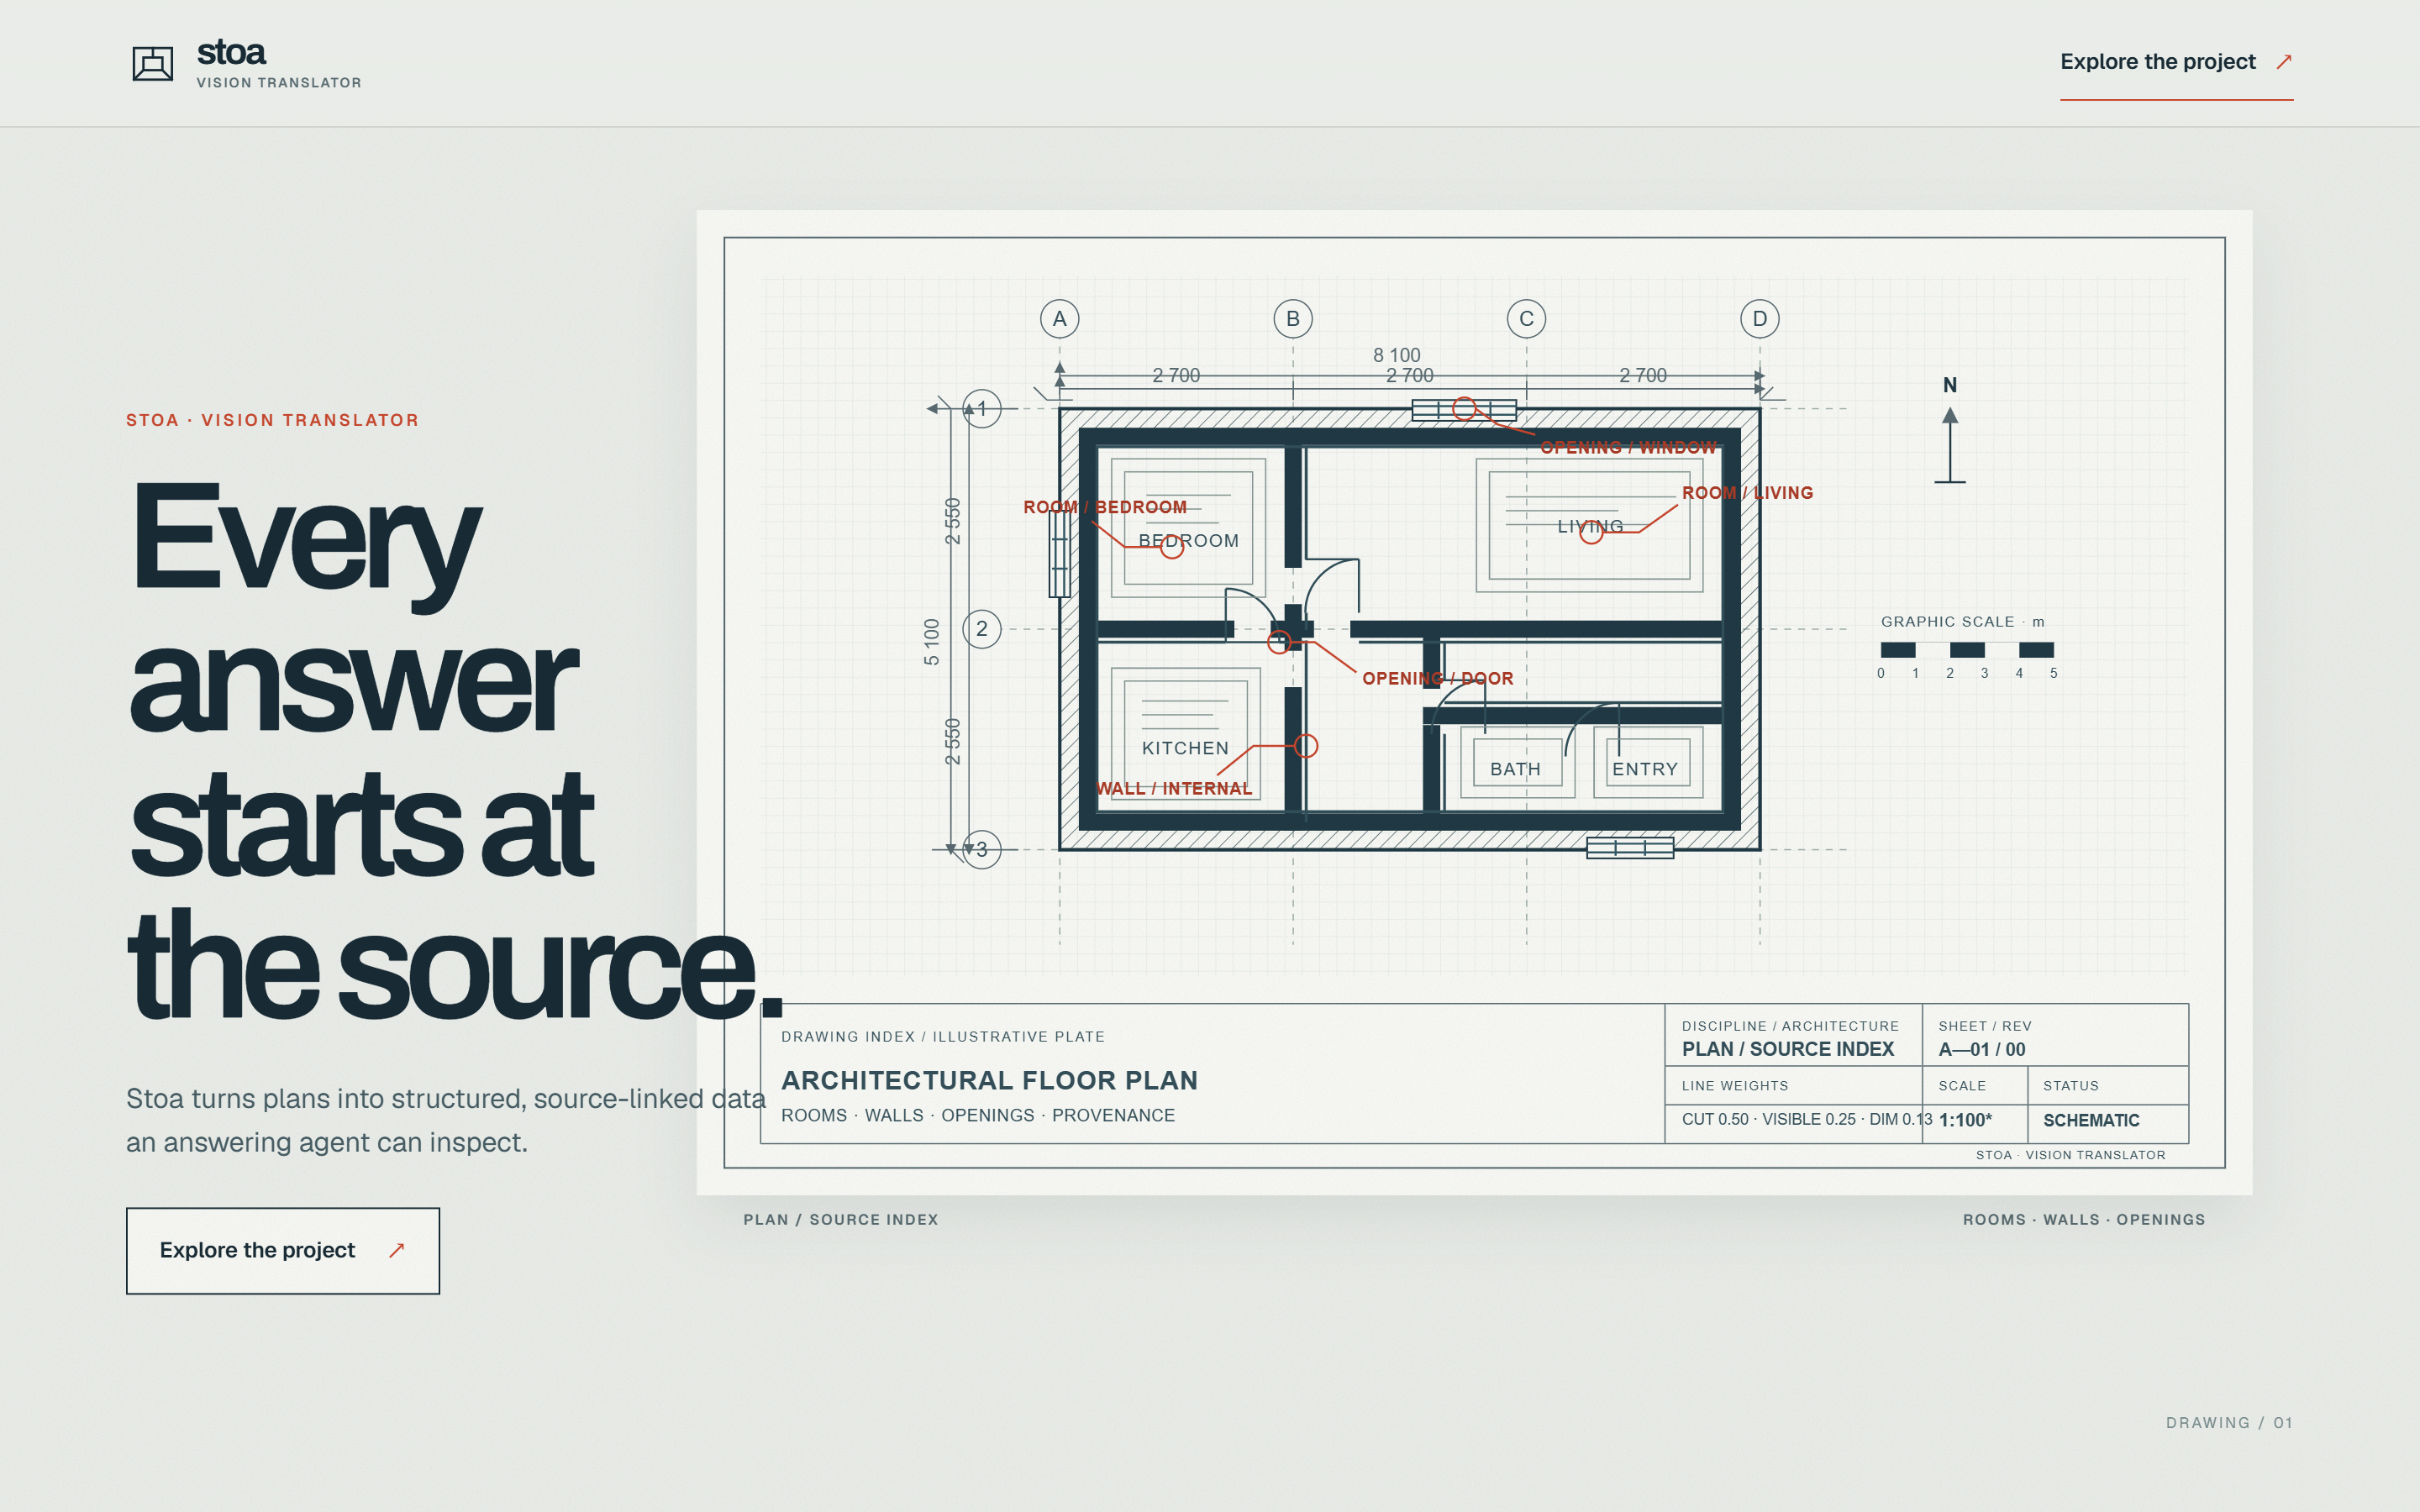 stoa
VISION TRANSLATOR
Explore the project ↗
STOA · VISION TRANSLATOR
Every
answer
starts at
the source.
Stoa turns plans into structured, source-linked data
an answering agent can inspect.
Explore the project ↗
A B C D
8 100
2 700 2 700 2 700
1
2
3
2 550
5 100
2 550
N
OPENING / WINDOW
ROOM / BEDROOM
ROOM / LIVING
BEDROOM
LIVING
OPENING / DOOR
KITCHEN
WALL / INTERNAL
BATH
ENTRY
GRAPHIC SCALE · m
0 1 2 3 4 5
DRAWING INDEX / ILLUSTRATIVE PLATE
ARCHITECTURAL FLOOR PLAN
ROOMS · WALLS · OPENINGS · PROVENANCE
DISCIPLINE / ARCHITECTURE
PLAN / SOURCE INDEX
SHEET / REV
A—01 / 00
LINE WEIGHTS
CUT 0.50 · VISIBLE 0.25 · DIM 0.13
SCALE
1:100*
STATUS
SCHEMATIC
STOA · VISION TRANSLATOR
PLAN / SOURCE INDEX
ROOMS · WALLS · OPENINGS
DRAWING / 01